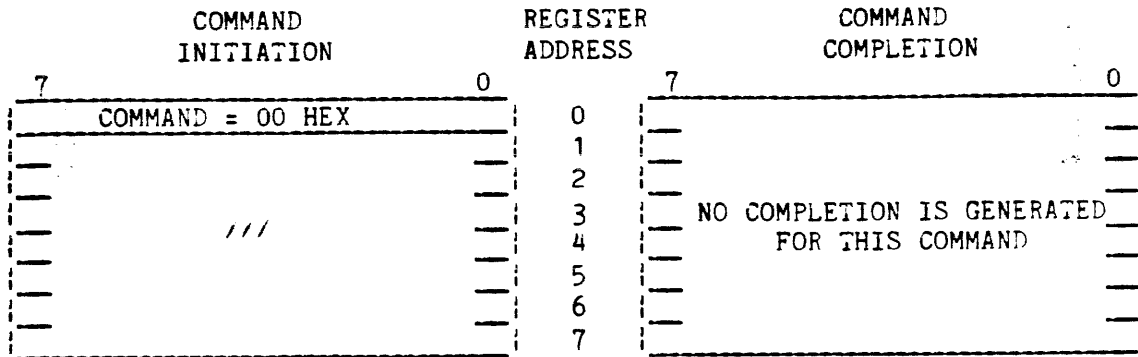 COMMAND INITIATION
REGISTER ADDRESS
COMMAND COMPLETION
7 0
7 0
COMMAND = 00 HEX
0
1
2
3
4
5
6
7
///
NO COMPLETION IS GENERATED
FOR THIS COMMAND